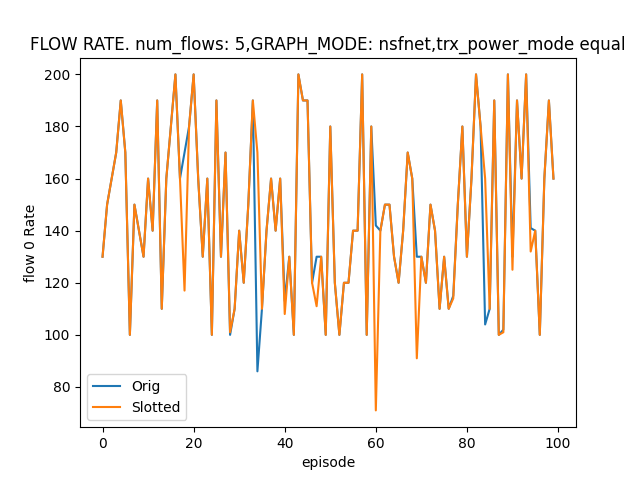 FLOW RATE. num_flows: 5,GRAPH_MODE: nsfnet,trx_power_mode equal
200
180
160
140
120
100
80
flow 0 Rate
Orig
Slotted
0 20 40 60 80 100
episode